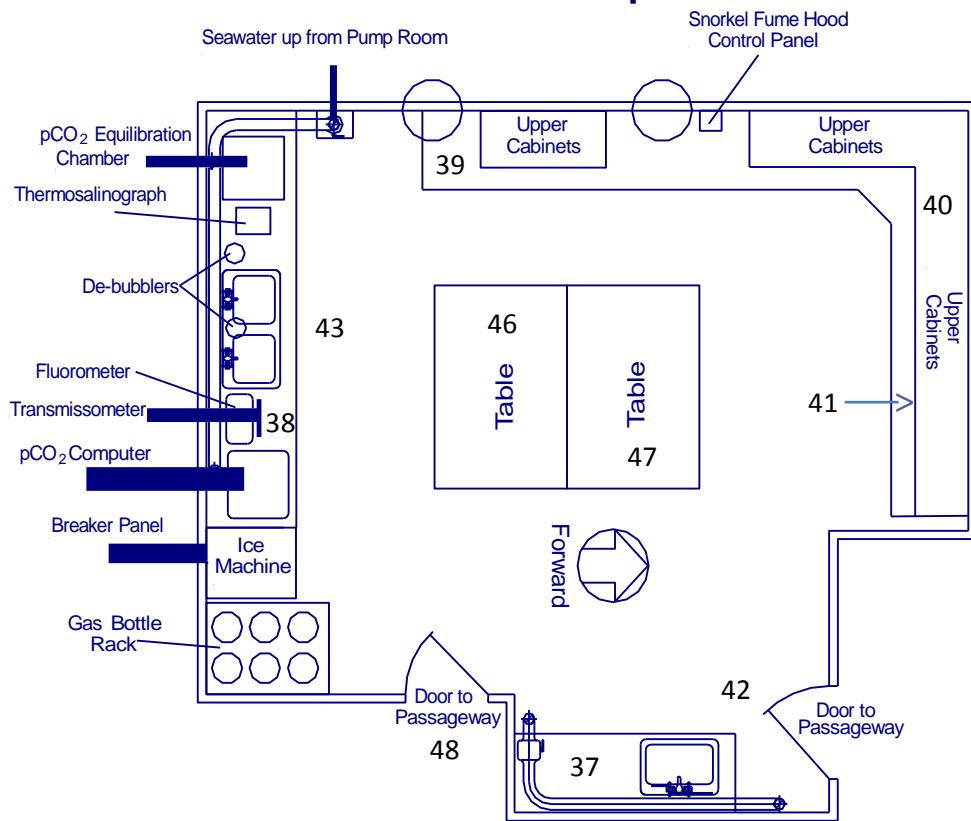 Snorkel Fume Hood
Control Panel
Seawater up from Pump Room
pCO2 Equilibration
Chamber
Upper
Cabinets
Upper
Cabinets
39
Thermosalinograph
40
De-bubblers
43
46
Table
Table
47
Upper
Cabinets
41
Fluorometer
Transmissometer
38
pCO2 Computer
Breaker Panel
Ice
Machine
Forward
Gas Bottle
Rack
Door to
Passageway
48
42
Door to
Passageway
37